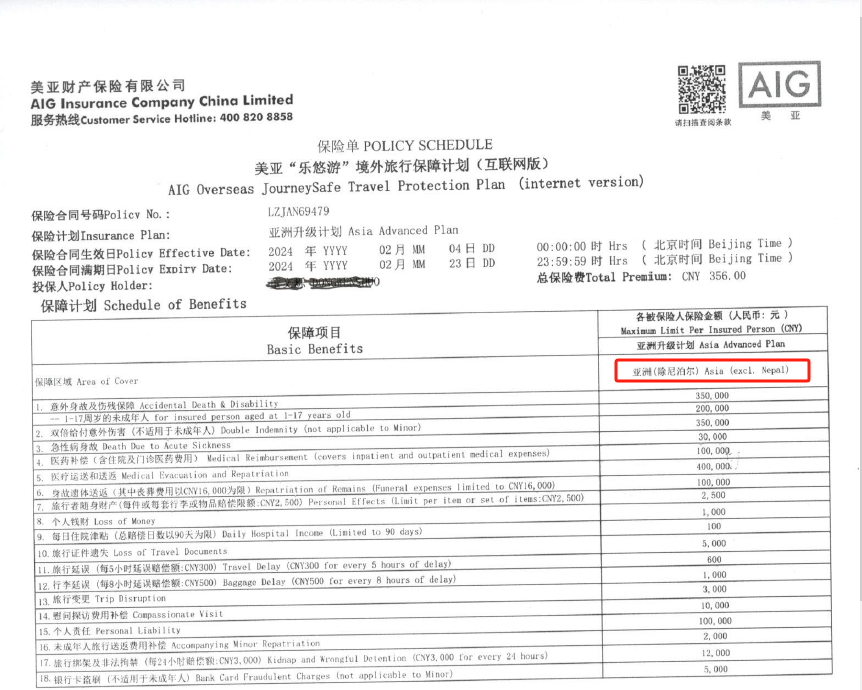 美亚财产保险有限公司
AIG Insurance Company China Limited
服务热线Customer Service Hotline: 400 820 8858
请扫描查阅条款
AIG
美 亚
保险单 POLICY SCHEDULE
美亚“乐悠游”境外旅行保障计划（互联网版）
AIG Overseas JourneySafe Travel Protection Plan (internet version)
保险合同号码Policy No.: LZJAN69479
保险计划Insurance Plan: 亚洲升级计划 Asia Advanced Plan
保险合同生效日Policy Effective Date: 2024 年 YYYY 02 月 MM 04 日 DD 00:00:00 时 Hrs ( 北京时间 Beijing Time )
保险合同满期日Policy Expiry Date: 2024 年 YYYY 02 月 MM 23 日 DD 23:59:59 时 Hrs ( 北京时间 Beijing Time )
投保人Policy Holder: 总保险费Total Premium: CNY 356.00
保障计划 Schedule of Benefits
保障项目
Basic Benefits
各被保险人保险金额（人民币：元）
Maximum Limit Per Insured Person (CNY)
亚洲升级计划 Asia Advanced Plan
保障区域 Area of Cover 亚洲(除尼泊尔) Asia (excl. Nepal)
1. 意外身故及伤残保障 Accidental Death & Disability 350,000
-- 1-17周岁的未成年人 for insured person aged at 1-17 years old 200,000
2. 双倍给付意外伤害 (不适用于未成年人) Double Indemnity (not applicable to Minor) 350,000
3. 急性病身故 Death Due to Acute Sickness 30,000
4. 医药补偿 (含住院及门诊医药费用) Medical Reimbursement (covers inpatient and outpatient medical expenses) 100,000
5. 医疗运送和送返 Medical Evacuation and Repatriation 400,000
6. 身故遗体送返 (其中丧葬费用以CNY16,000为限) Repatriation of Remains (Funeral expenses limited to CNY16,000) 100,000
7. 旅行者随身财产(每件或每套行李或物品赔偿限额:CNY2,500) Personal Effects (Limit per item or set of items:CNY2,500) 2,500
8. 个人钱财 Loss of Money 1,000
9. 每日住院津贴 (总赔偿日数以90天为限) Daily Hospital Income (Limited to 90 days) 100
10. 旅行证件遗失 Loss of Travel Documents 5,000
11. 旅行延误 (每5小时延误赔偿额:CNY300) Travel Delay (CNY300 for every 5 hours of delay) 600
12. 行李延误 (每8小时延误赔偿额:CNY500) Baggage Delay (CNY500 for every 8 hours of delay) 1,000
13. 旅行变更 Trip Disruption 3,000
14. 慰问探访费用补偿 Compassionate Visit 10,000
15. 个人责任 Personal Liability 100,000
16. 未成年人旅行送返费用补偿 Accompanying Minor Repatriation 2,000
17. 旅行绑架及非法拘禁 (每24小时赔偿额:CNY3,000) Kidnap and Wrongful Detention (CNY3,000 for every 24 hours) 12,000
18. 银行卡盗刷 (不适用于未成年人) Bank Card Fraudulent Charges (not applicable to Minor) 5,000